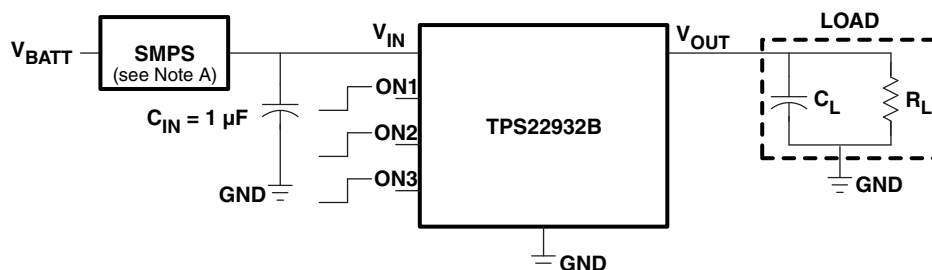 LOAD
V_BATT
SMPS
(see Note A)
V_IN
V_OUT
ON1
C_IN = 1 µF
ON2
TPS22932B
C_L
R_L
ON3
GND
GND
GND